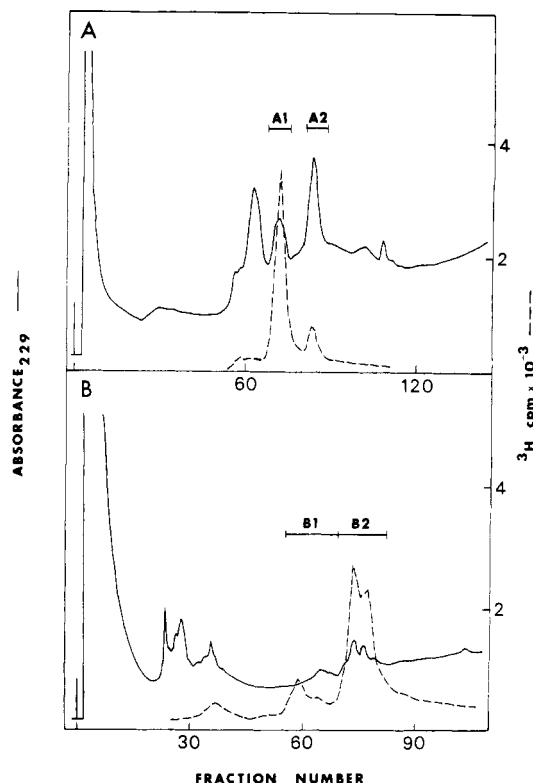 A
A1 A2
4
2
60 120
B
B1 B2
4
2
30 60 90
FRACTION NUMBER
ABSORBANCE229 —
³H cpm × 10⁻³ ––